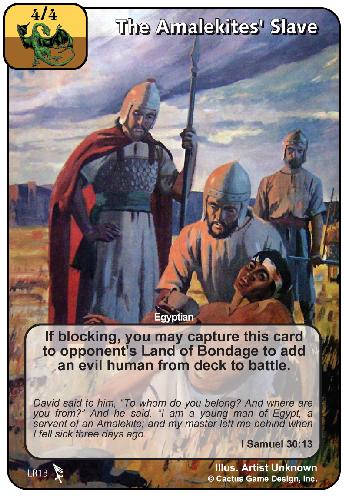 4/4
The Amalekites' Slave
Egyptian
If blocking, you may capture this card
to opponent's Land of Bondage to add
an evil human from deck to battle.
David said to him, "To whom do you belong? And where are
you from?" And he said, "I am a young man of Egypt, a
servant of an Amalekite; and my master left me behind when
I fell sick three days ago.
I Samuel 30:13
LR13
Illus. Artist Unknown
© Cactus Game Design, Inc.